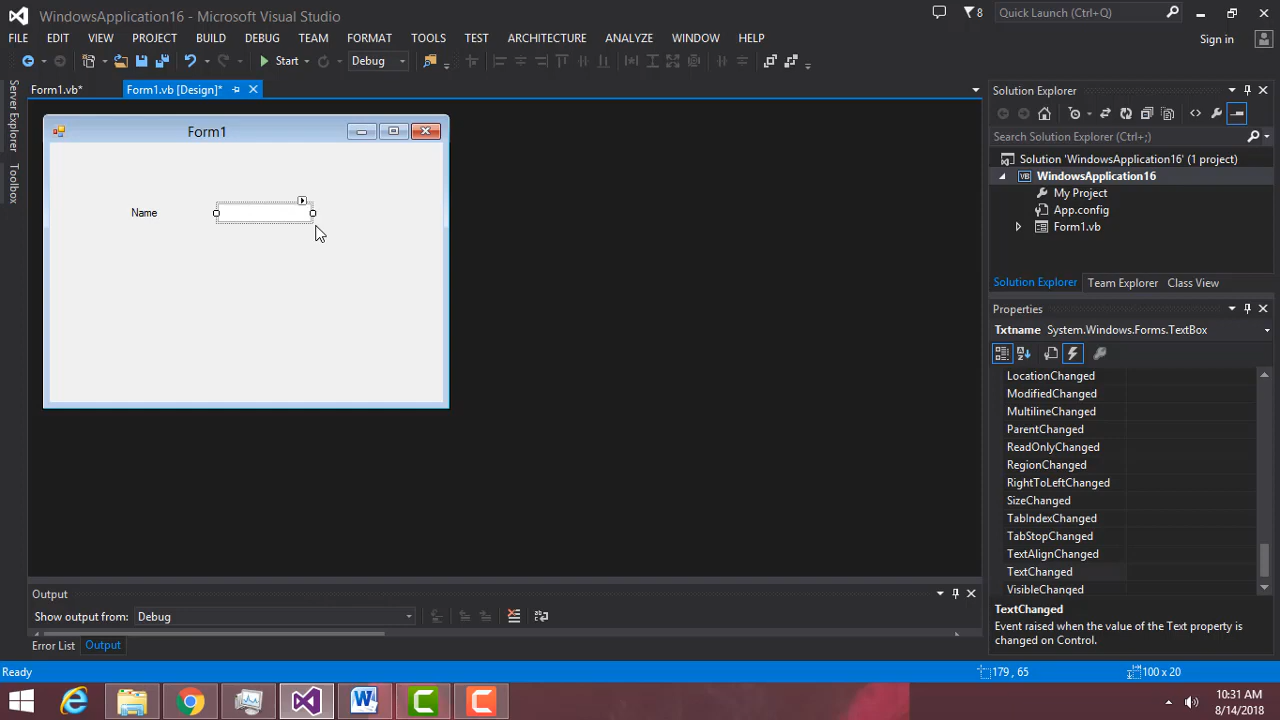 WindowsApplication16 - Microsoft Visual Studio
8
Quick Launch (Ctrl+Q)
FILE EDIT VIEW PROJECT BUILD DEBUG TEAM FORMAT TOOLS TEST ARCHITECTURE ANALYZE WINDOW HELP
Sign in
Start Debug
Server Explorer
Toolbox
Form1.vb*
Form1.vb [Design]*
Form1
Name
Solution Explorer
Search Solution Explorer (Ctrl+;)
Solution 'WindowsApplication16' (1 project)
VB WindowsApplication16
My Project
App.config
Form1.vb
Solution Explorer Team Explorer Class View
Properties
Txtname System.Windows.Forms.TextBox
LocationChanged
ModifiedChanged
MultilineChanged
ParentChanged
ReadOnlyChanged
RegionChanged
RightToLeftChanged
SizeChanged
TabIndexChanged
TabStopChanged
TextAlignChanged
TextChanged
VisibleChanged
TextChanged
Event raised when the value of the Text property is
changed on Control.
Output
Show output from: Debug
Error List Output
Ready
179 , 65
100 x 20
10:31 AM
8/14/2018